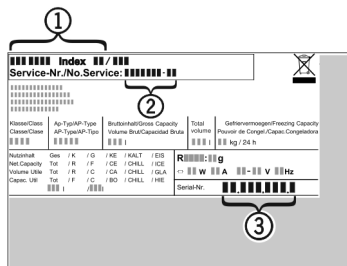 1
Index /
Service-Nr./No.Service: -
2
Klasse/Class Ap-Typ/AP-Type Bruttoinhalt/Gross Capacity Total Gefriervermoegen/Freezing Capacity
Classe/Clase AP-Type/AP-Tipo Volume Brut/Capacidad Bruta volume Pouvoir de Congel./Capac.Congeladora
l l kg / 24 h
Nutzinhalt Ges / K / G / KE / KALT / EIS
Net.Capacity Tot / R / F / CE / CHILL / ICE
Volume Utile Tot / R / C / CA / CHILL / GLA
Capac. Util Tot / F / C / BO / CHILL / HIE
l / l
R : g
W A - V Hz
Serial-Nr. . . .
3